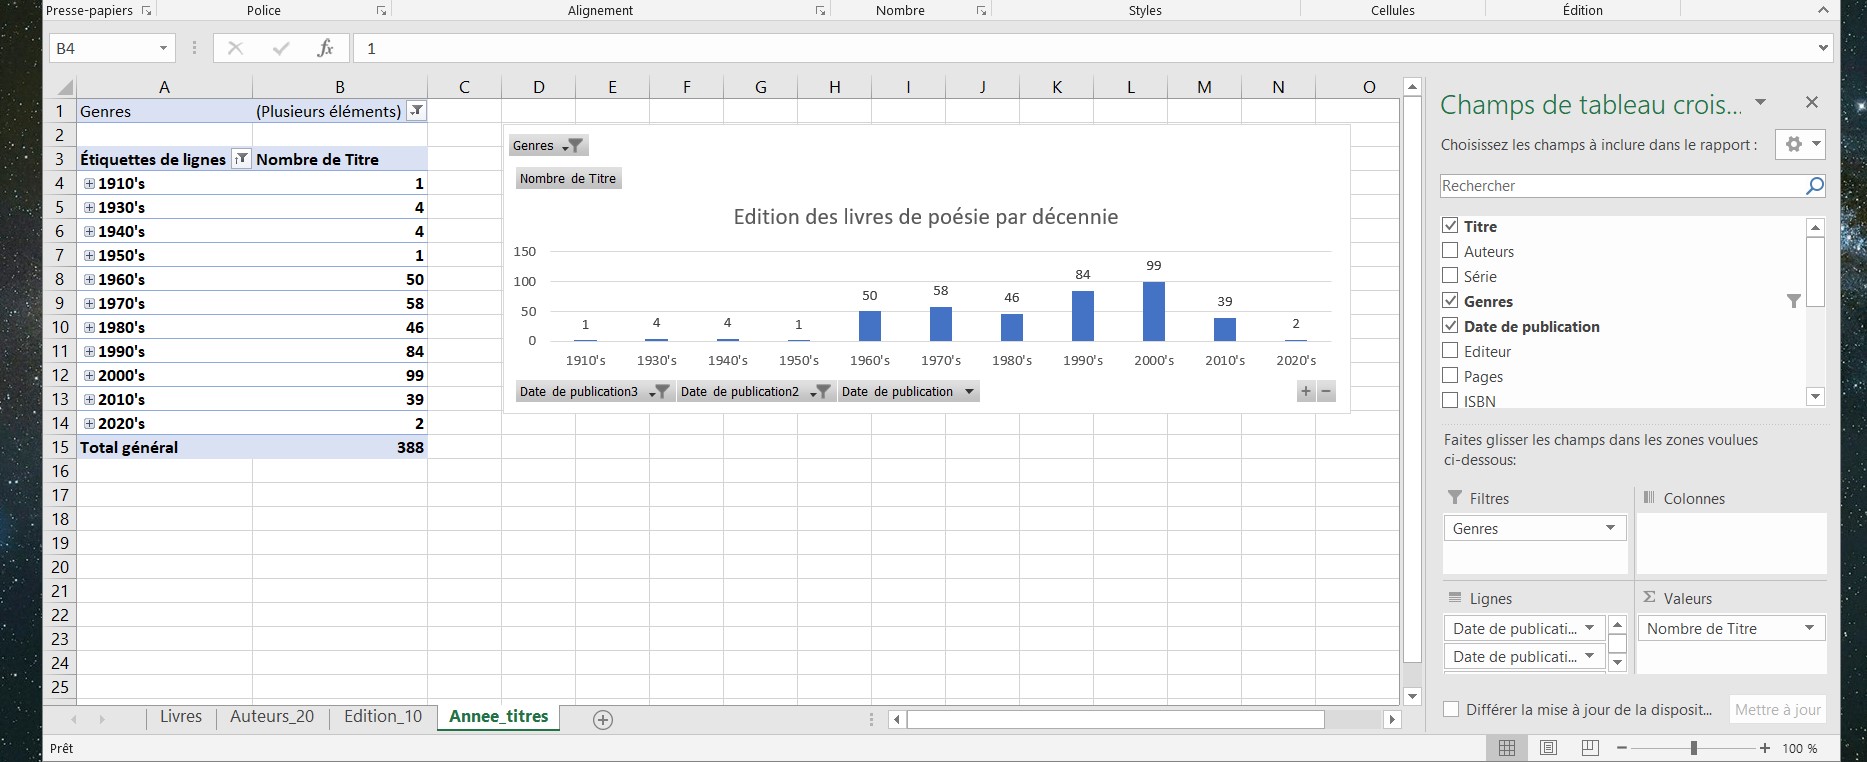 Presse-papiers Police Alignement Nombre Styles Cellules Édition
B4 fx 1
A B C D E F G H I J K L M N O
1 Genres (Plusieurs éléments)
2
3 Étiquettes de lignes Nombre de Titre
4 1910's 1
5 1930's 4
6 1940's 4
7 1950's 1
8 1960's 50
9 1970's 58
10 1980's 46
11 1990's 84
12 2000's 99
13 2010's 39
14 2020's 2
15 Total général 388
16
17
18
19
20
21
22
23
24
25
Genres
Nombre de Titre
Edition des livres de poésie par décennie
150
100
50
0
1 4 4 1 50 58 46 84 99 39 2
1910's 1930's 1940's 1950's 1960's 1970's 1980's 1990's 2000's 2010's 2020's
Date de publication3 Date de publication2 Date de publication + −
Champs de tableau crois...
Choisissez les champs à inclure dans le rapport :
Rechercher
Titre
Auteurs
Série
Genres
Date de publication
Editeur
Pages
ISBN
Faites glisser les champs dans les zones voulues
ci-dessous:
Filtres Colonnes
Genres
Lignes Σ Valeurs
Date de publicati... Nombre de Titre
Date de publicati...
Différer la mise à jour de la disposit... Mettre à jour
Livres Auteurs_20 Edition_10 Annee_titres
Prêt 100 %